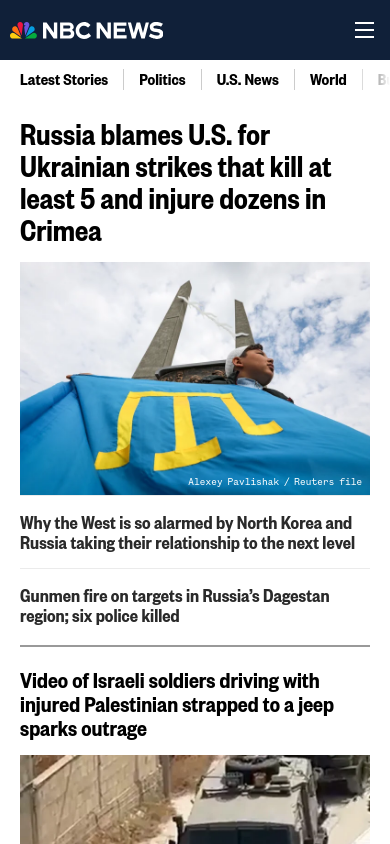 NBC NEWS
Latest Stories
Politics
U.S. News
World
Russia blames U.S. for
Ukrainian strikes that kill at
least 5 and injure dozens in
Crimea
Alexey Pavlishak / Reuters file
Why the West is so alarmed by North Korea and
Russia taking their relationship to the next level
Gunmen fire on targets in Russia’s Dagestan
region; six police killed
Video of Israeli soldiers driving with
injured Palestinian strapped to a jeep
sparks outrage